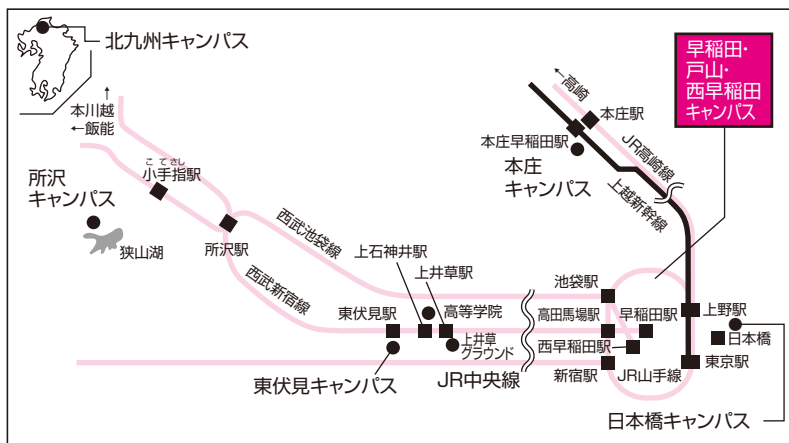 北九州キャンパス
早稲田・
戸山・
西早稲田
キャンパス
←高崎
本川越
←飯能
本庄駅
本庄早稲田駅
本庄
キャンパス
JR高崎線
上越新幹線
こてさし
小手指駅
所沢
キャンパス
狭山湖
所沢駅
西武池袋線
西武新宿線
上石神井駅
上井草駅
東伏見駅
高等学院
上井草
グラウンド
東伏見キャンパス
JR中央線
池袋駅
高田馬場駅
早稲田駅
西早稲田駅
新宿駅
JR山手線
上野駅
日本橋
東京駅
日本橋キャンパス